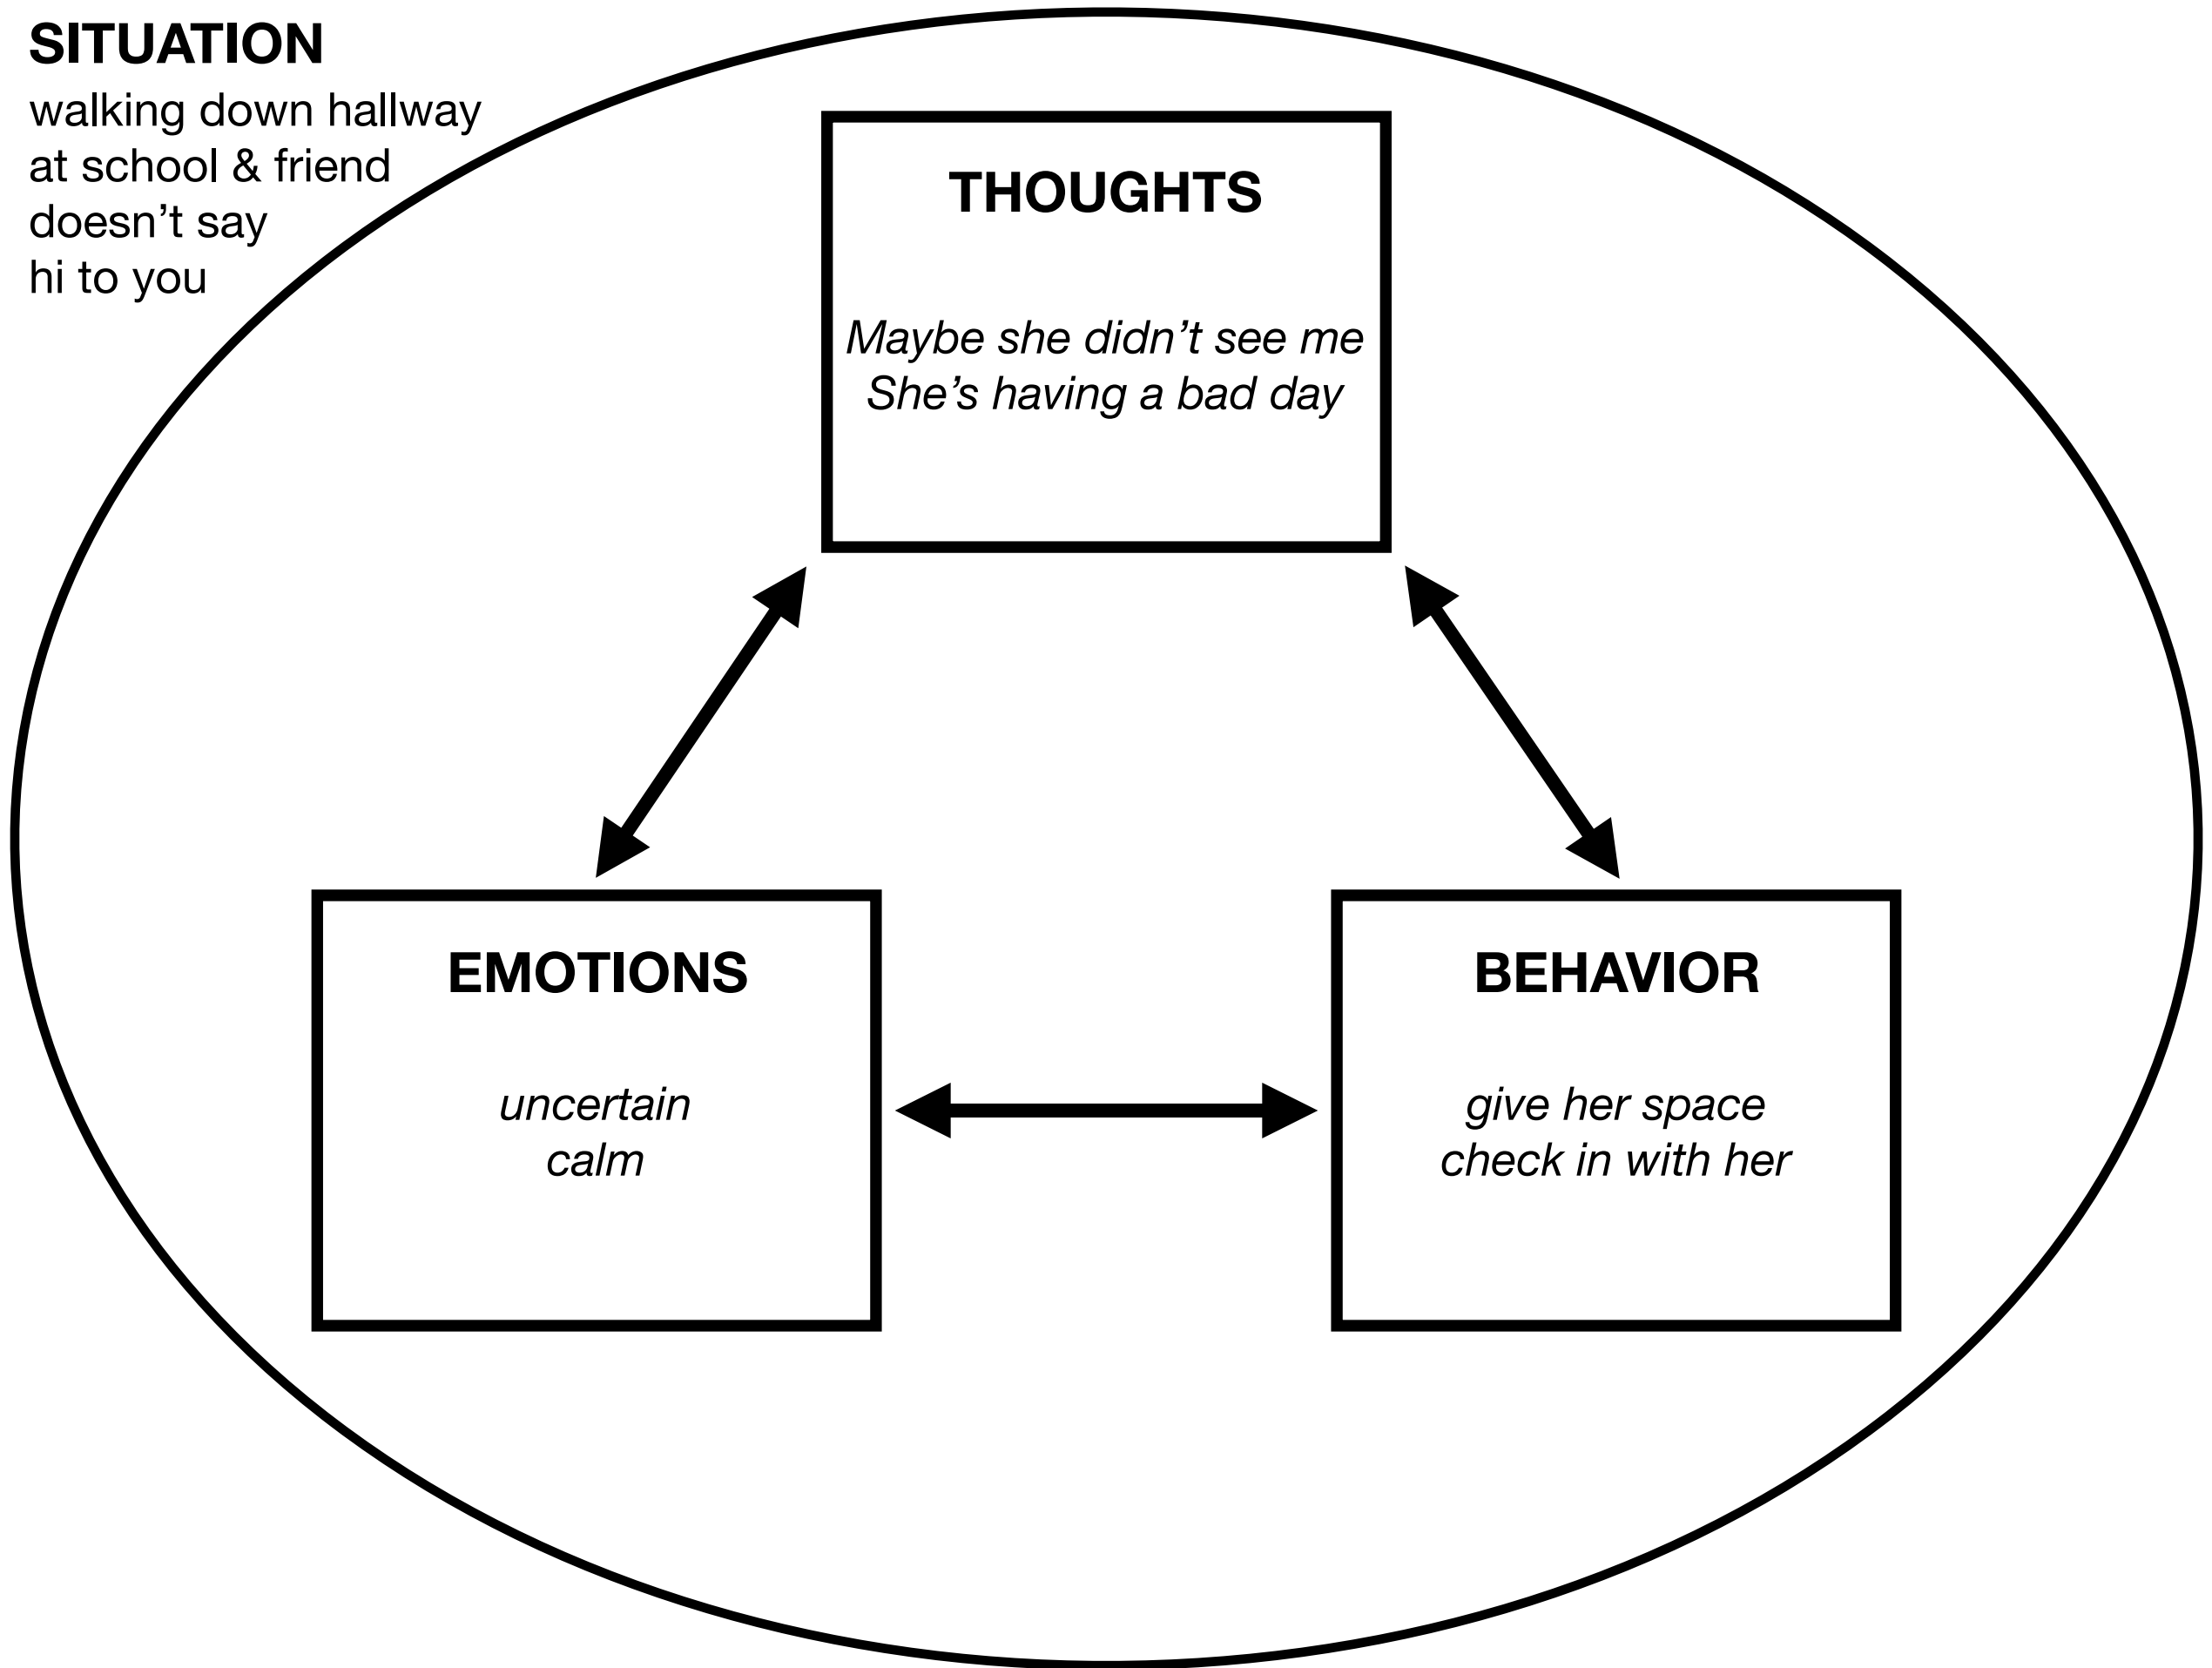 SITUATION
walking down hallway
at school & friend
doesn’t say
hi to you
THOUGHTS
Maybe she didn’t see me
She’s having a bad day
EMOTIONS
uncertain
calm
BEHAVIOR
give her space
check in with her